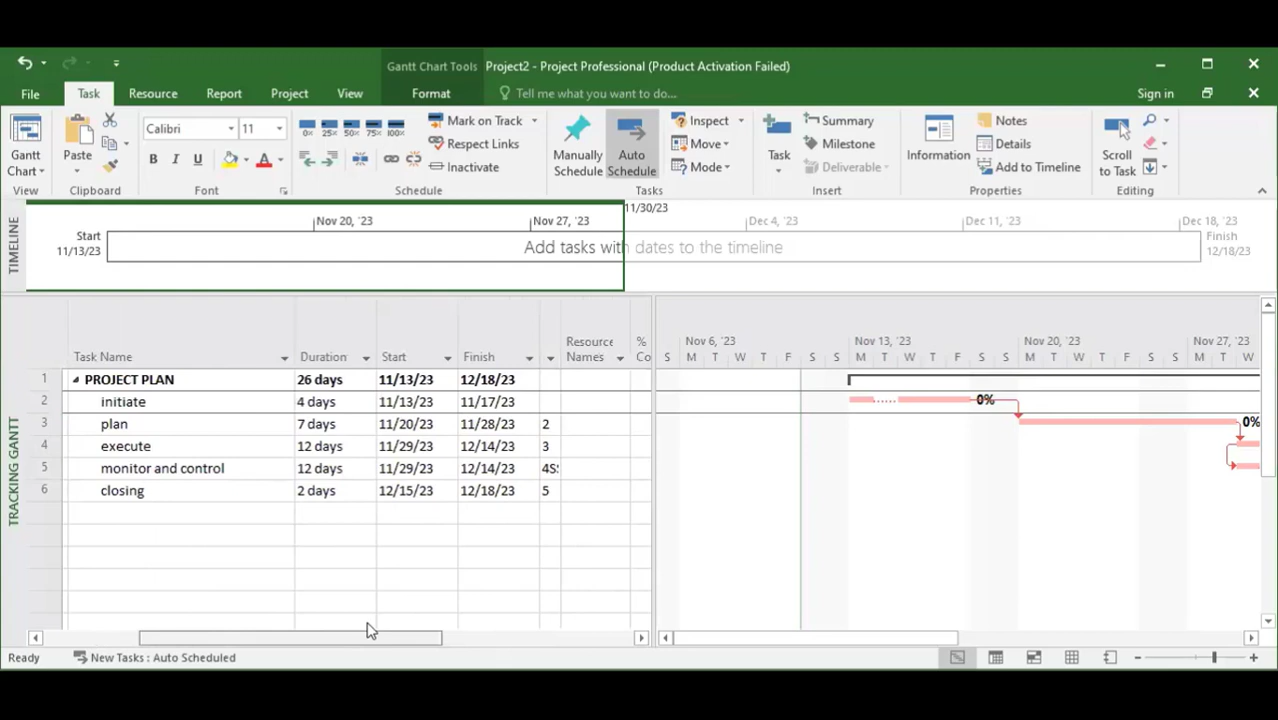 Gantt Chart Tools
Project2 - Project Professional (Product Activation Failed)
File Task Resource Report Project View Format Tell me what you want to do... Sign in
Gantt Chart
View
Paste
Clipboard
Calibri 11
B I U A
Font
0% 25% 50% 75% 100%
Mark on Track
Respect Links
Inactivate
Schedule
Manually Schedule
Auto Schedule
Inspect
Move
Mode
Tasks
Task
Summary
Milestone
Deliverable
Insert
Information
Notes
Details
Add to Timeline
Properties
Scroll to Task
Editing
TIMELINE
11/30/23
Nov 20, '23 Nov 27, '23 Dec 4, '23 Dec 11, '23 Dec 18, '23
Start
11/13/23
Add tasks with dates to the timeline
Finish
12/18/23
TRACKING GANTT
Task Name Duration Start Finish Resource Names % Co
1 PROJECT PLAN 26 days 11/13/23 12/18/23
2 initiate 4 days 11/13/23 11/17/23
3 plan 7 days 11/20/23 11/28/23 2
4 execute 12 days 11/29/23 12/14/23 3
5 monitor and control 12 days 11/29/23 12/14/23 4S
6 closing 2 days 12/15/23 12/18/23 5
Nov 6, '23 Nov 13, '23 Nov 20, '23 Nov 27, '23
S M T W T F S S M T W T F S S M T W T F S S M T W
0%
0%
Ready New Tasks : Auto Scheduled